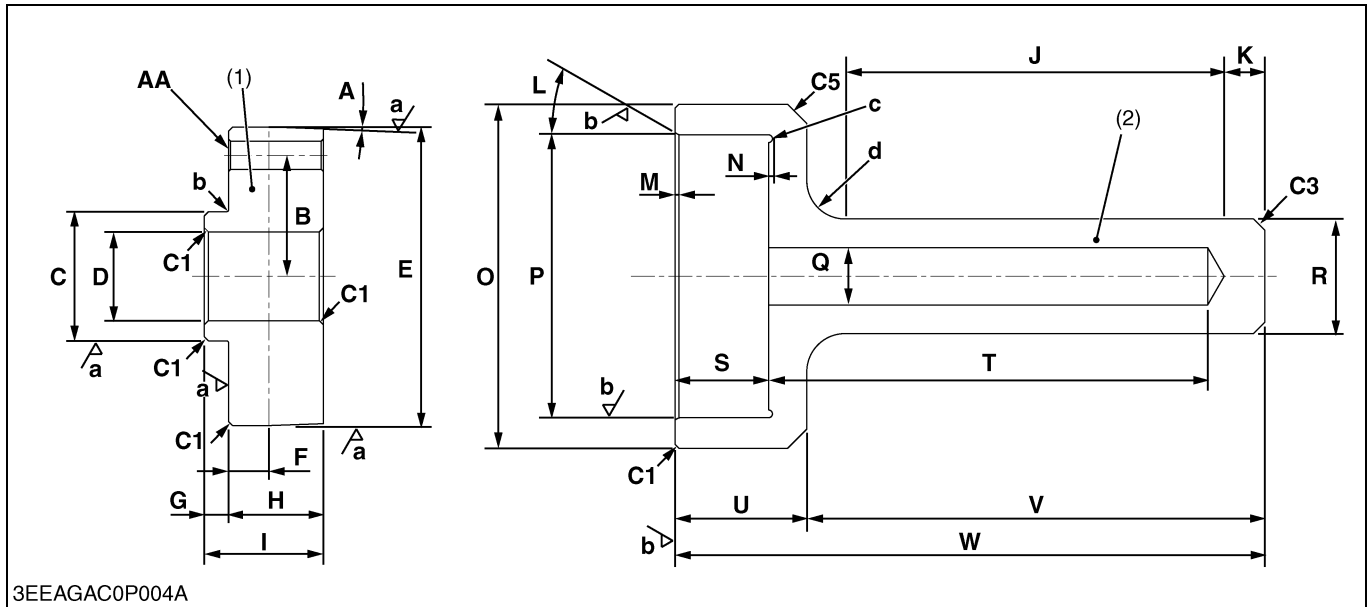 J K
L C5
AA (1) A a c
b (2)
N d
b M C3
B
C D C1 E O P Q R
C1
a C1 S T
a b
C1 a
F C1
G H U V
I b W
3EEAGAC0P004A